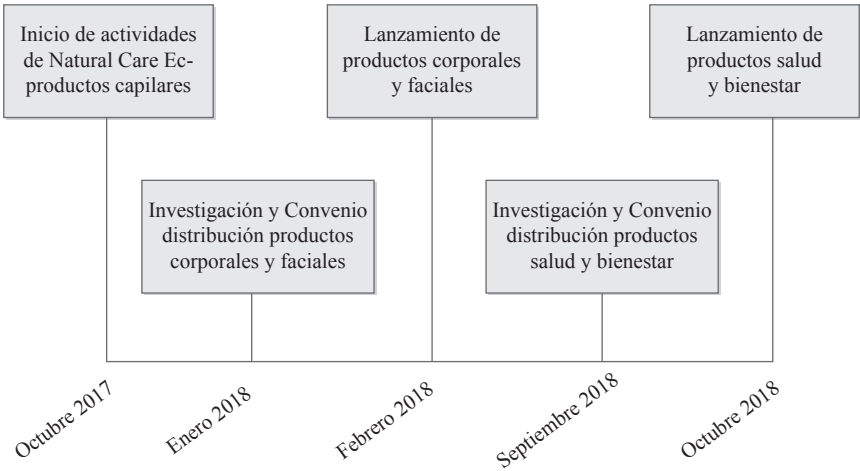 Inicio de actividades
de Natural Care Ec-
productos capilares
Lanzamiento de
productos corporales
y faciales
Lanzamiento de
productos salud
y bienestar
Investigación y Convenio
distribución productos
corporales y faciales
Investigación y Convenio
distribución productos
salud y bienestar
Octubre 2017
Enero 2018
Febrero 2018
Septiembre 2018
Octubre 2018